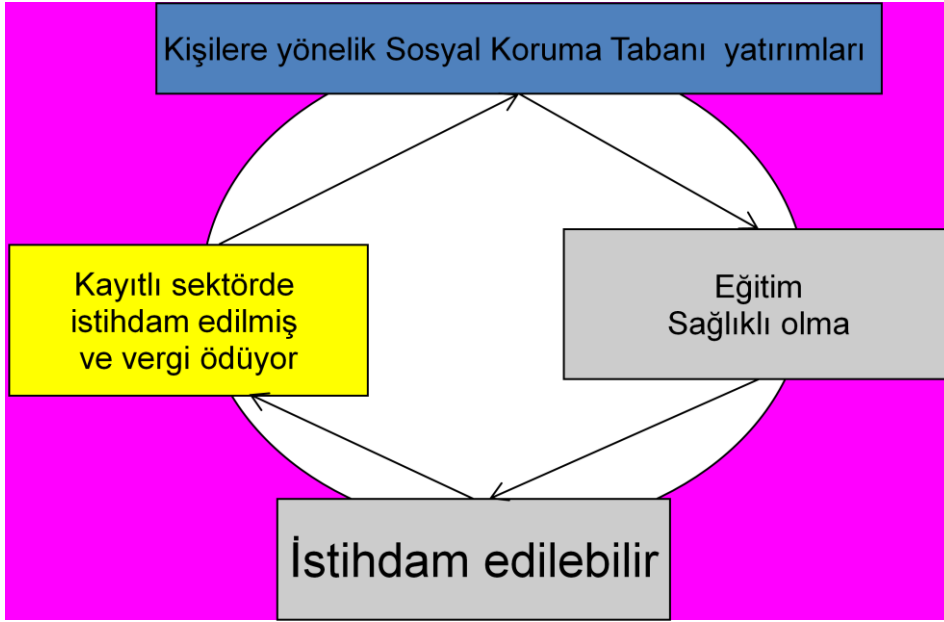 Kişilere yönelik Sosyal Koruma Tabanı yatırımları
Kayıtlı sektörde
istihdam edilmiş
ve vergi ödüyor
Eğitim
Sağlıklı olma
İstihdam edilebilir